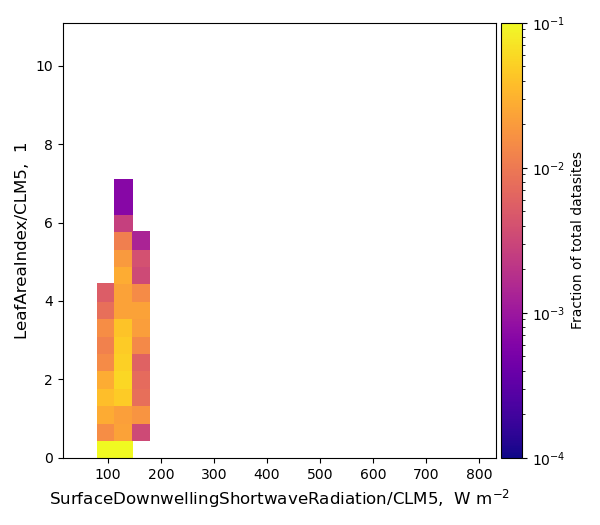 10
8
6
4
2
0
LeafAreaIndex/CLM5,  1
100 200 300 400 500 600 700 800
SurfaceDownwellingShortwaveRadiation/CLM5,  W m⁻²
10⁻¹
10⁻²
10⁻³
10⁻⁴
Fraction of total datasites